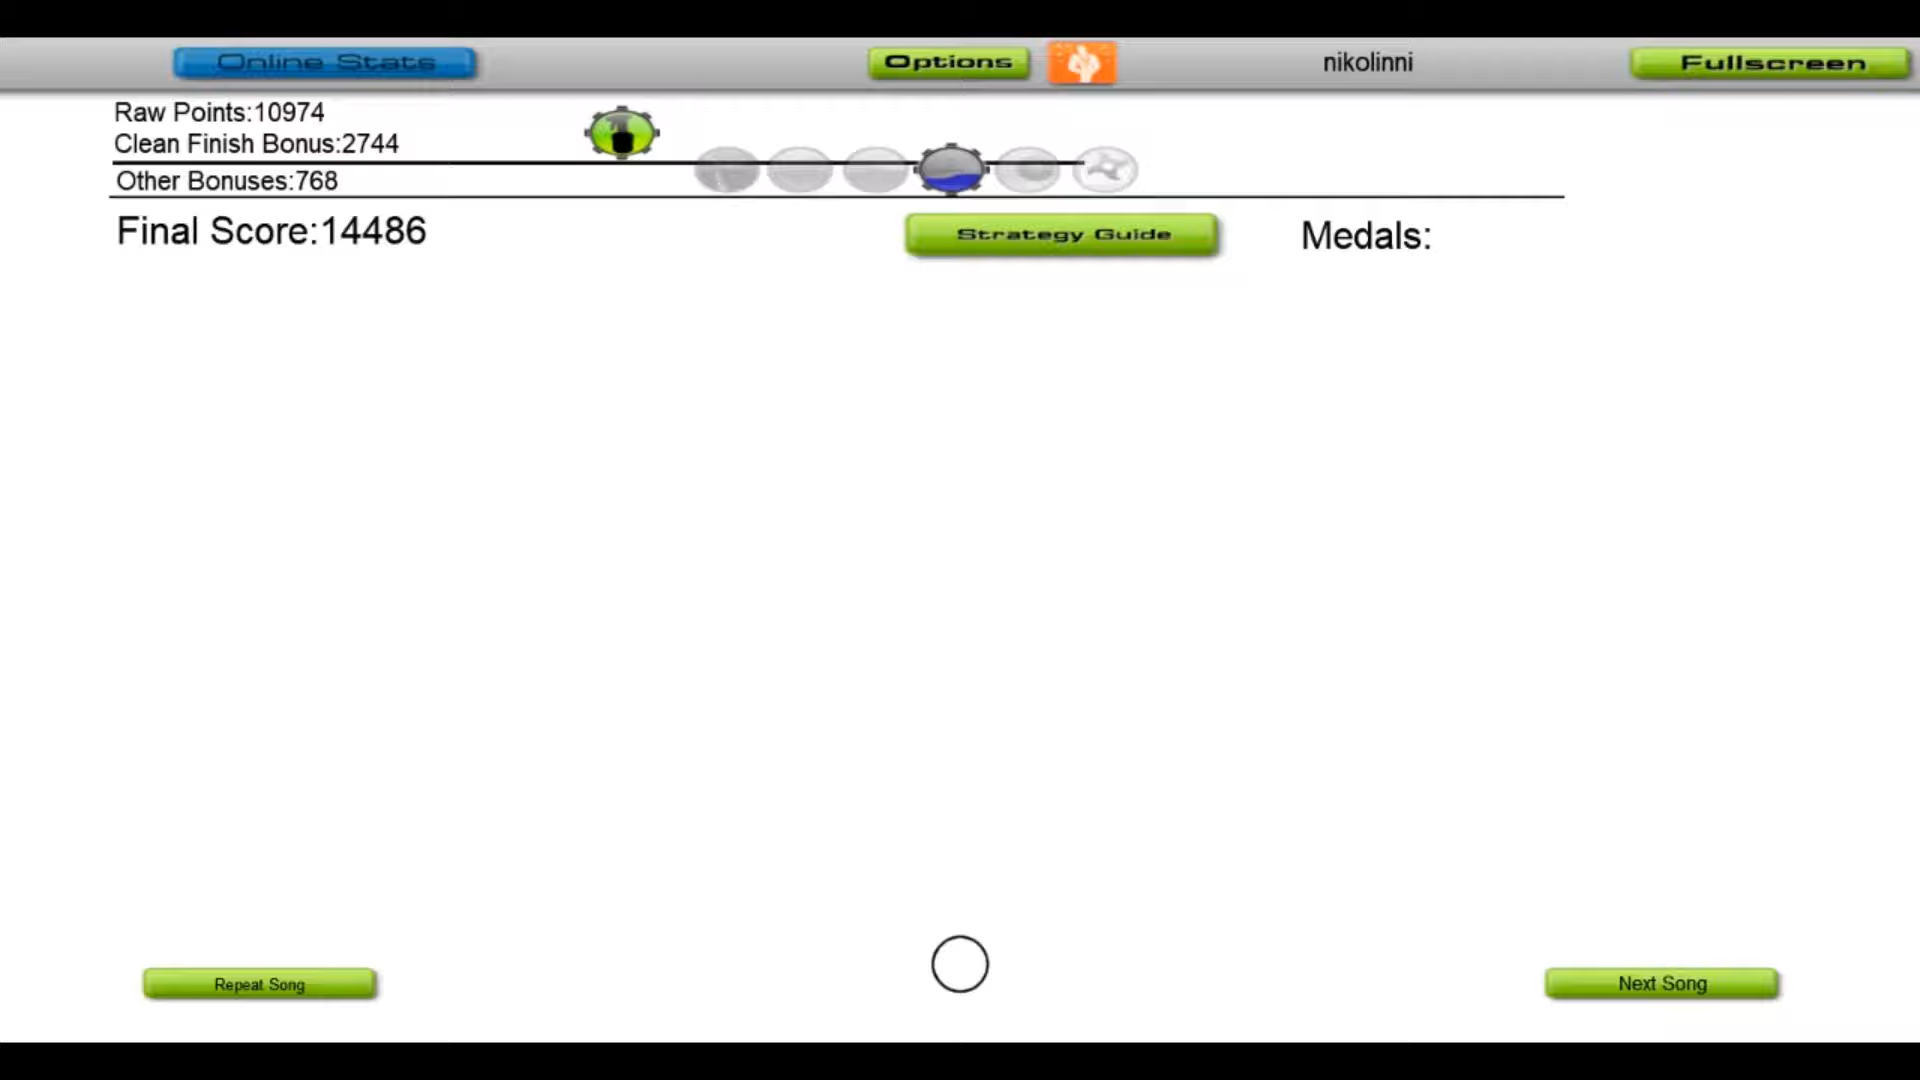 Online Stats
Options
nikolinni
Fullscreen
Raw Points:10974
Clean Finish Bonus:2744
Other Bonuses:768
Final Score:14486
Strategy Guide
Medals:
Repeat Song
Next Song